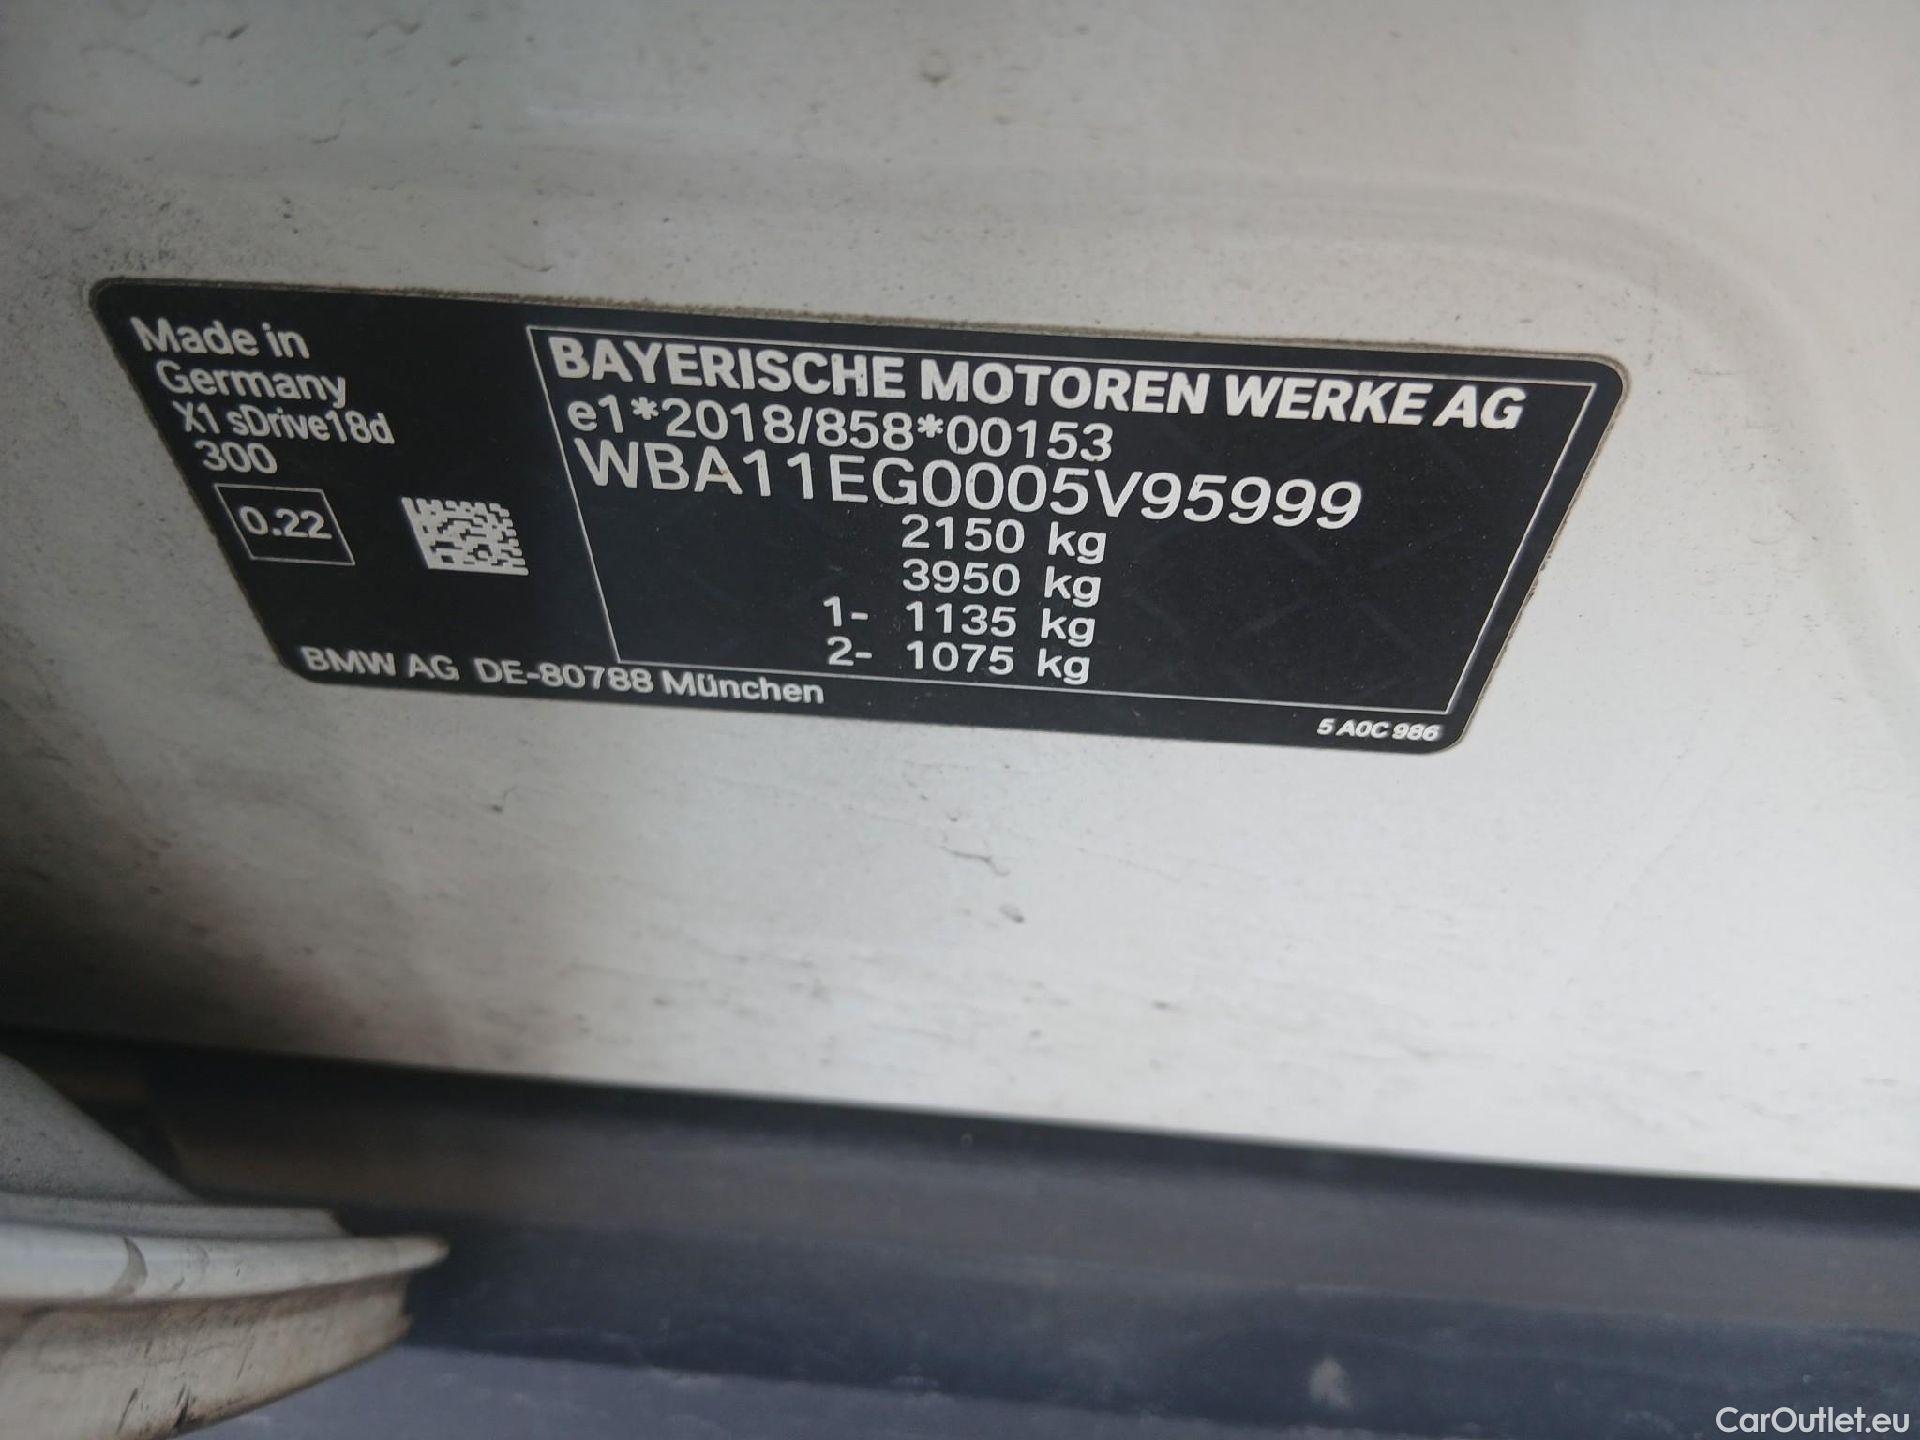 Made in
Germany
X1 sDrive18d
300
0.22
BAYERISCHE MOTOREN WERKE AG
e1*2018/858*00153
WBA11EG0005V95999
2150 kg
3950 kg
1- 1135 kg
2- 1075 kg
BMW AG DE-80788 München
5 A0C 986
CarOutlet.eu